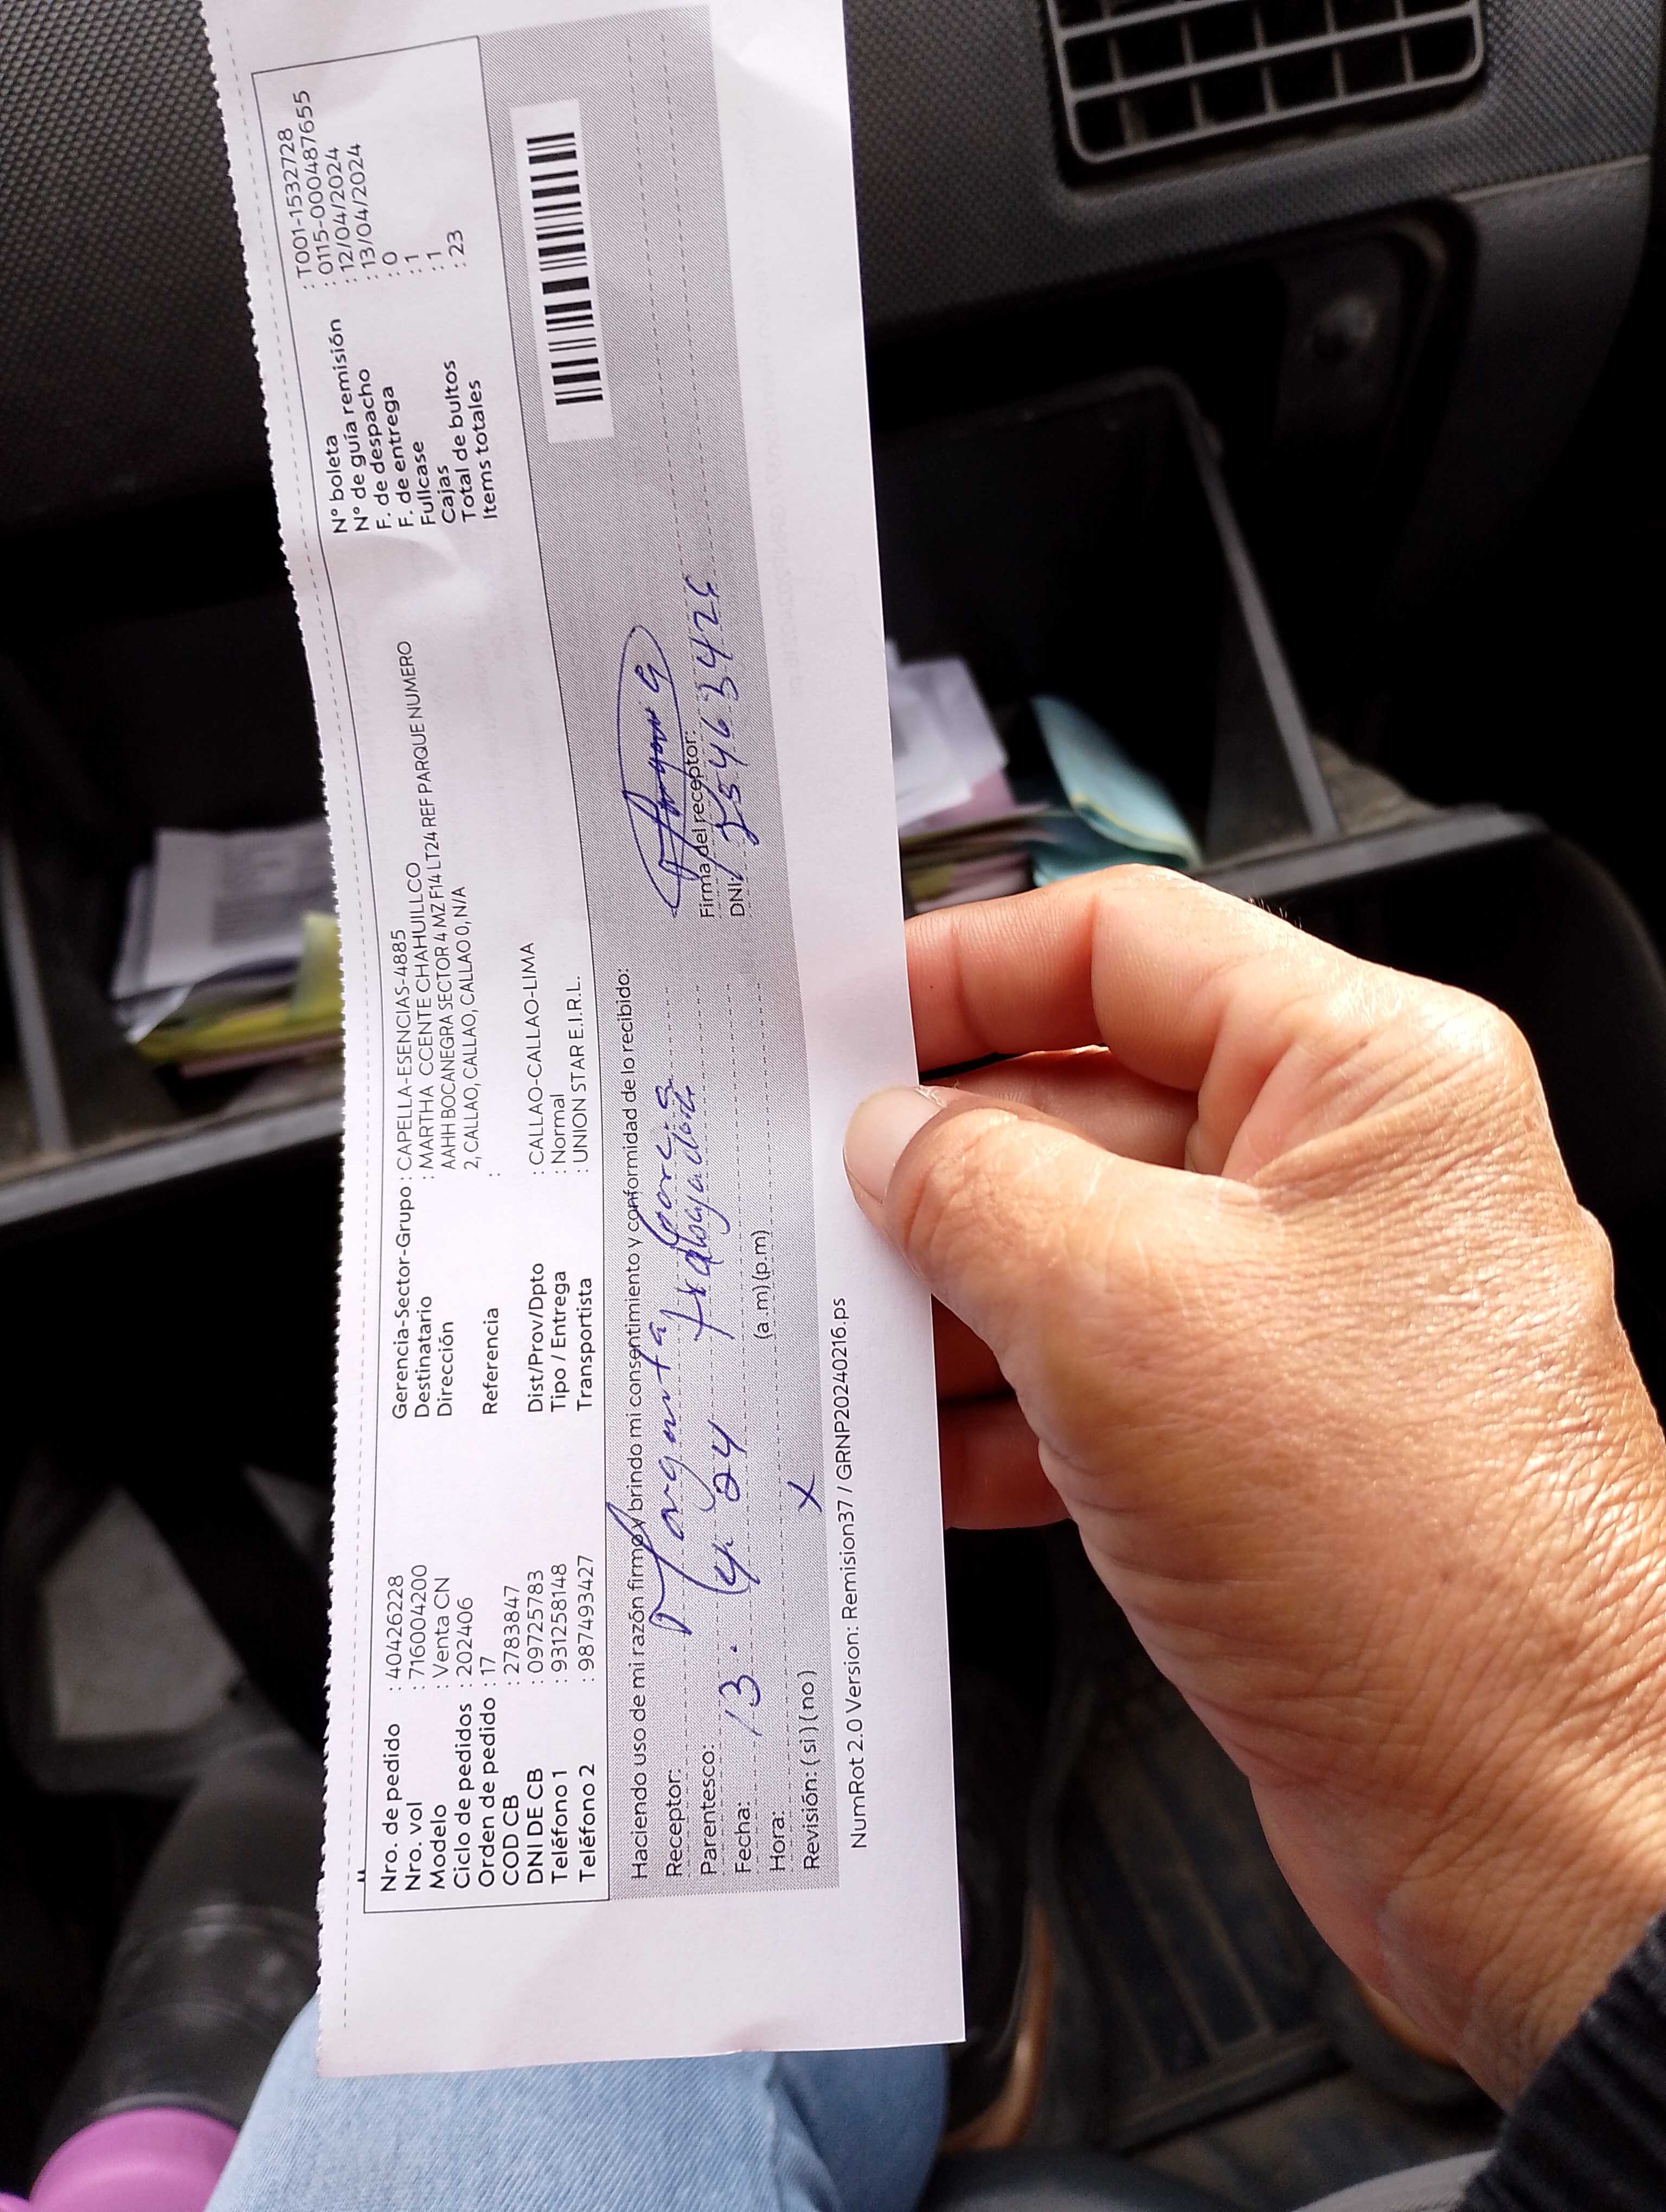 Nro. de pedido : 40426228
Nro. vol : 716004200
Modelo : Venta CN
Ciclo de pedidos : 202406
Orden de pedido : 17
COD CB : 2783847
DNI DE CB : 09725783
Teléfono 1 : 931258148
Teléfono 2 : 987493427
Gerencia-Sector-Grupo : CAPELLA-ESENCIAS-4885
Destinatario : MARTHA CCENTE CHAHUILLCO
Dirección AAHH BOCANEGRA SECTOR 4 MZ F14 LT24 REF PARQUE NUMERO
2, CALLAO, CALLAO, CALLAO 0, N/A
Referencia :
Dist/Prov/Dpto : CALLAO-CALLAO-LIMA
Tipo / Entrega : Normal
Transportista : UNION STAR E.I.R.L.
N° boleta : T001-1532728
N° de guía remisión : 0115-0000487655
F. de despacho : 12/04/2024
F. de entrega : 13/04/2024
Fullcase : 0
Cajas : 1
Total de bultos : 1
Items totales : 23
Haciendo uso de mi razón firmo y brindo mi consentimiento y conformidad de lo recibido:
Receptor:
Parentesco:
Fecha: 13. 4. 24
Hora: (a .m) (p.m)
Revisión: ( si ) ( no ) X
Firma del receptor:
DNI:
NumRot 2.0 Version: Remision37 / GRNP20240216.ps